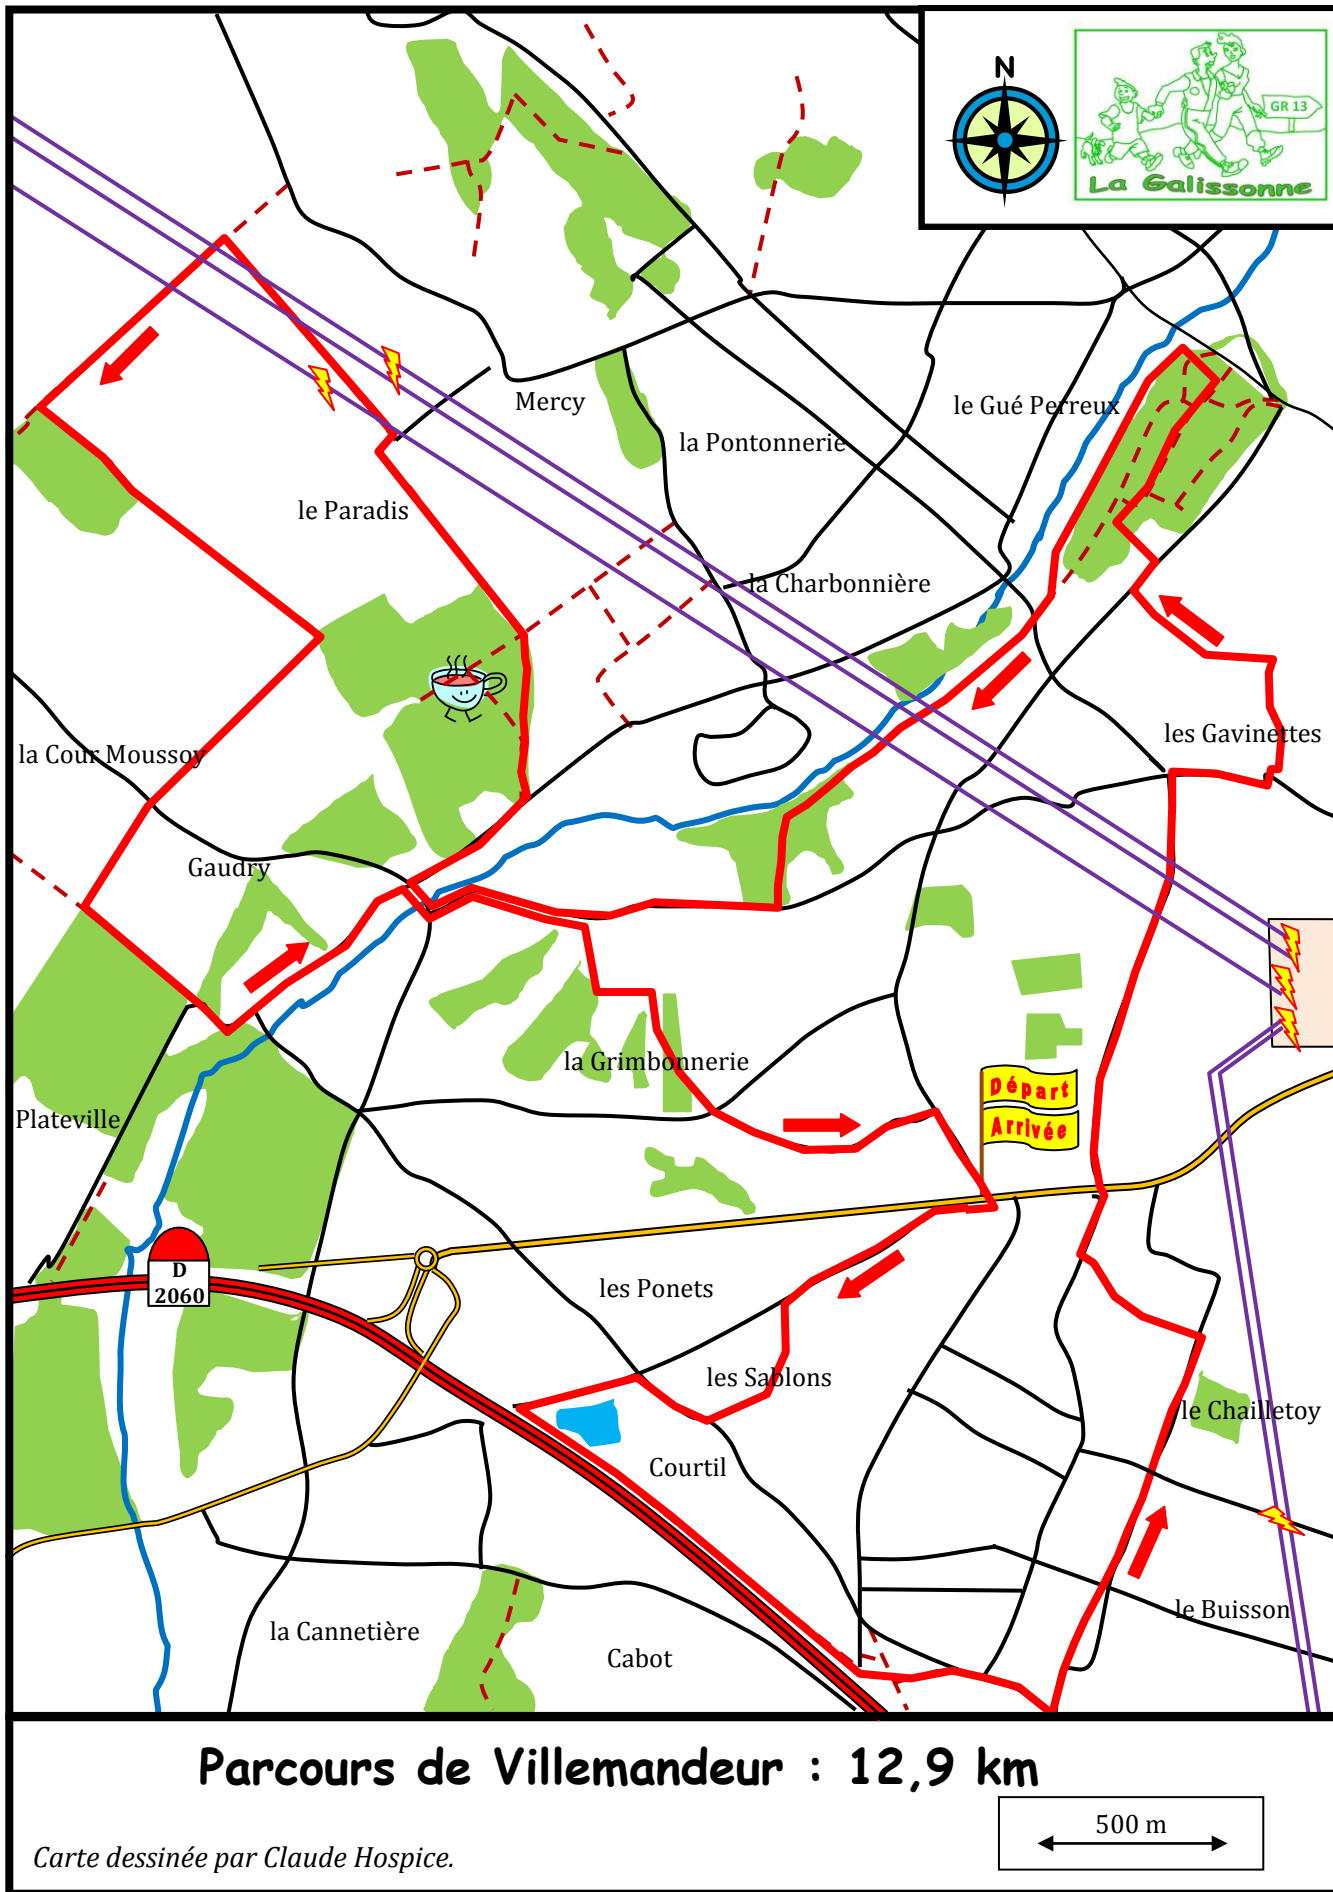 N
GR 13
La Galissonne
Mercy
le Gué Perreux
la Pontonnerie
le Paradis
la Charbonnière
les Gavinettes
la Cour Moussoy
Gaudry
la Grimbonnerie
Départ
Arrivée
Plateville
D
2060
les Ponets
les Sablons
le Chailletoy
Courtil
le Buisson
la Cannetière
Cabot
Parcours de Villemandeur : 12,9 km
500 m
Carte dessinée par Claude Hospice.